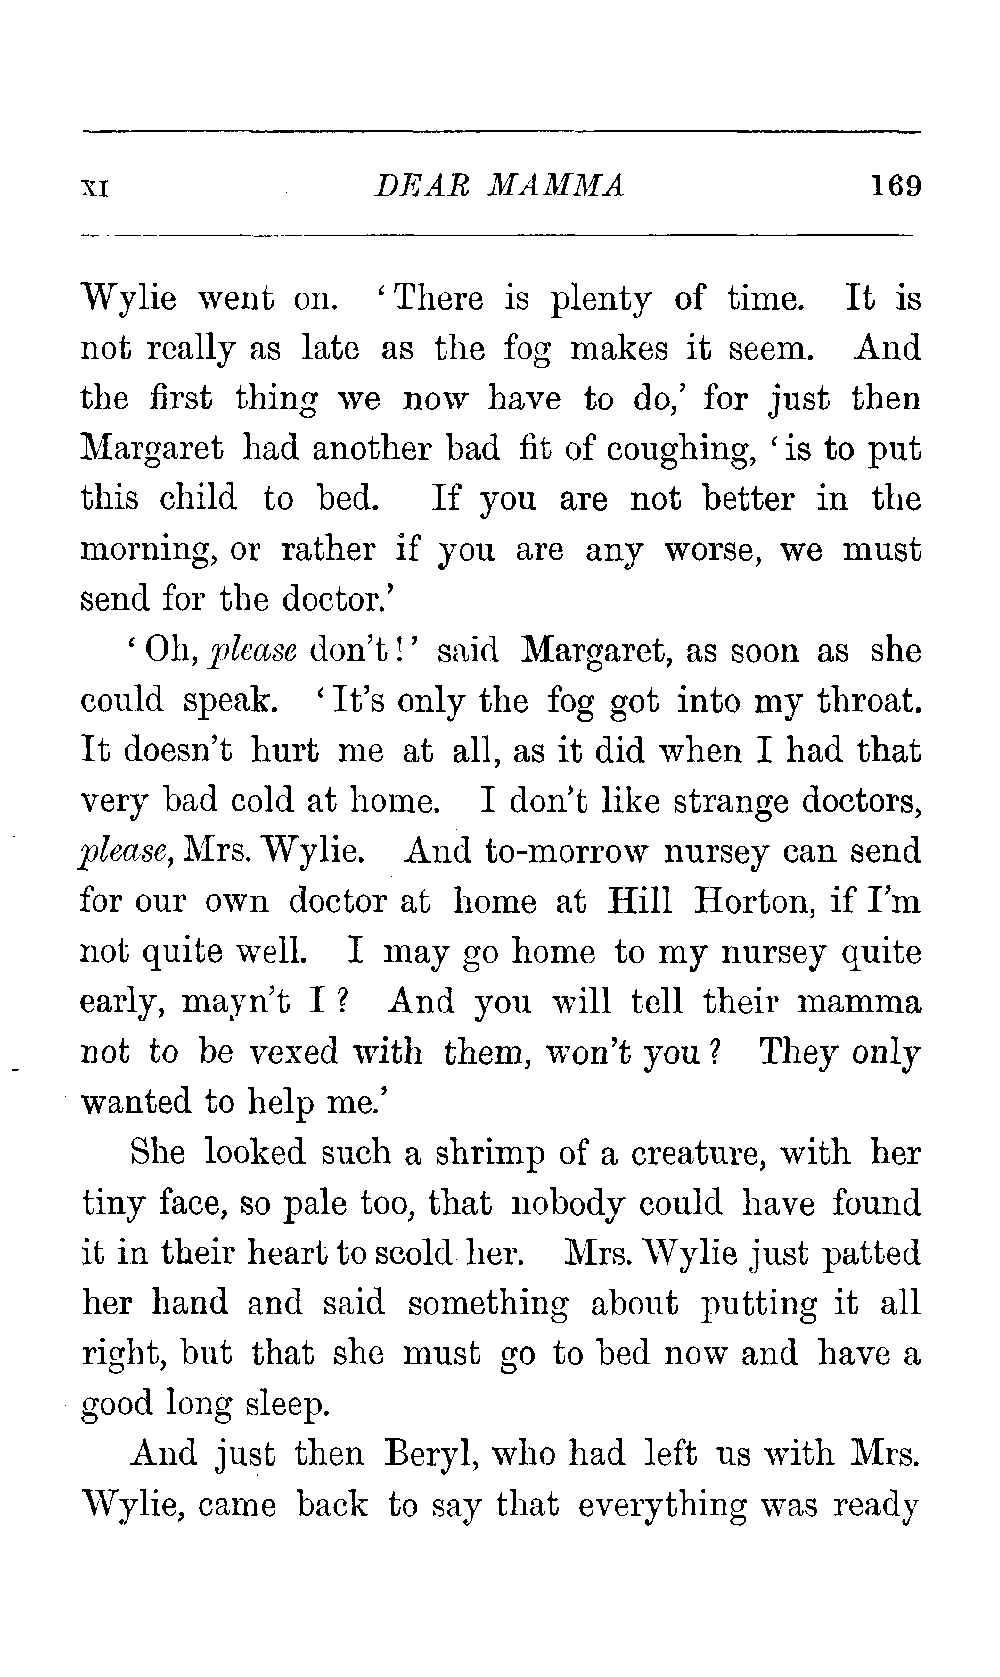 XI DEAR MAMMA 169
Wylie went on. ‘There is plenty of time. It is
not really as late as the fog makes it seem. And
the first thing we now have to do,’ for just then
Margaret had another bad fit of coughing, ‘is to put
this child to bed. If you are not better in the
morning, or rather if you are any worse, we must
send for the doctor.’
‘Oh, please don’t!’ said Margaret, as soon as she
could speak. ‘It’s only the fog got into my throat.
It doesn’t hurt me at all, as it did when I had that
very bad cold at home. I don’t like strange doctors,
please, Mrs. Wylie. And to-morrow nursey can send
for our own doctor at home at Hill Horton, if I’m
not quite well. I may go home to my nursey quite
early, mayn’t I? And you will tell their mamma
not to be vexed with them, won’t you? They only
wanted to help me.’
She looked such a shrimp of a creature, with her
tiny face, so pale too, that nobody could have found
it in their heart to scold her. Mrs. Wylie just patted
her hand and said something about putting it all
right, but that she must go to bed now and have a
good long sleep.
And just then Beryl, who had left us with Mrs.
Wylie, came back to say that everything was ready